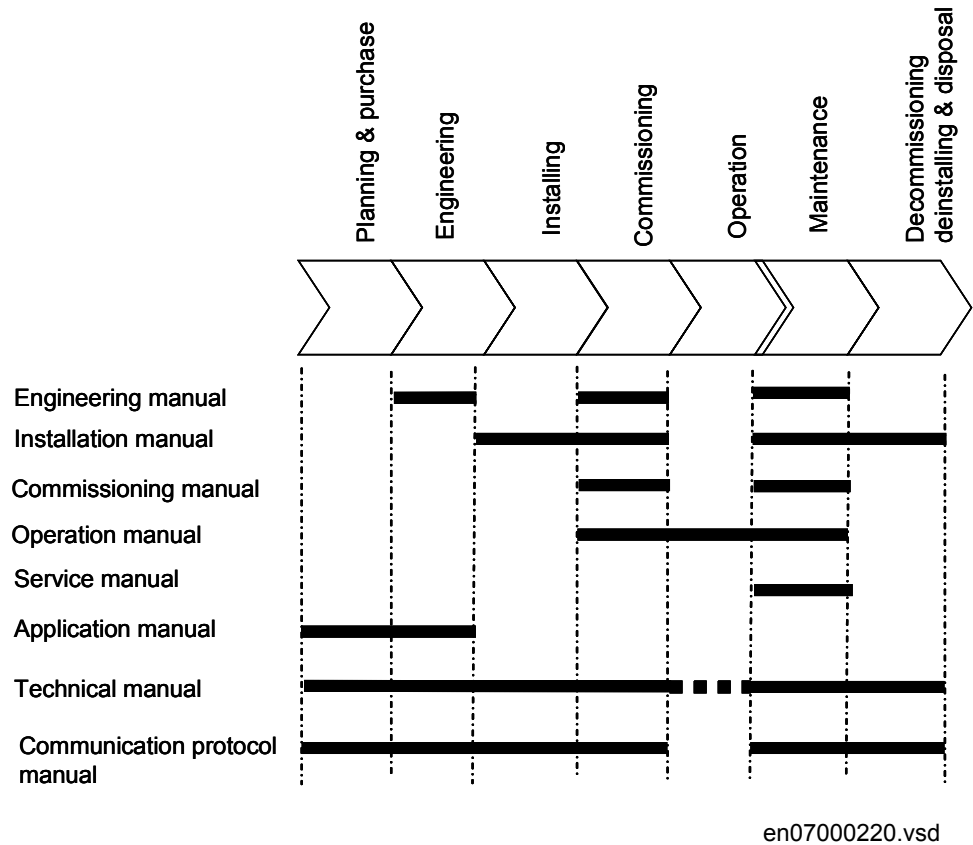 Planning & purchase
Engineering
Installing
Commissioning
Operation
Maintenance
Decommissioning
deinstalling & disposal
Engineering manual
Installation manual
Commissioning manual
Operation manual
Service manual
Application manual
Technical manual
Communication protocol
manual
en07000220.vsd